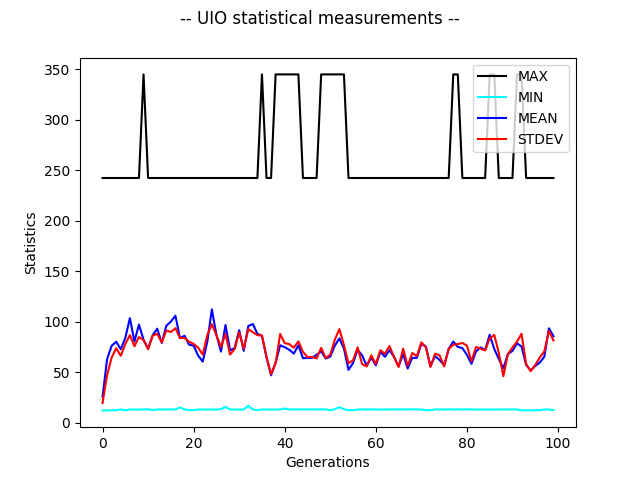 -- UIO statistical measurements --
MAX
MIN
MEAN
STDEV
350
300
250
200
150
100
50
0
Statistics
0 20 40 60 80 100
Generations